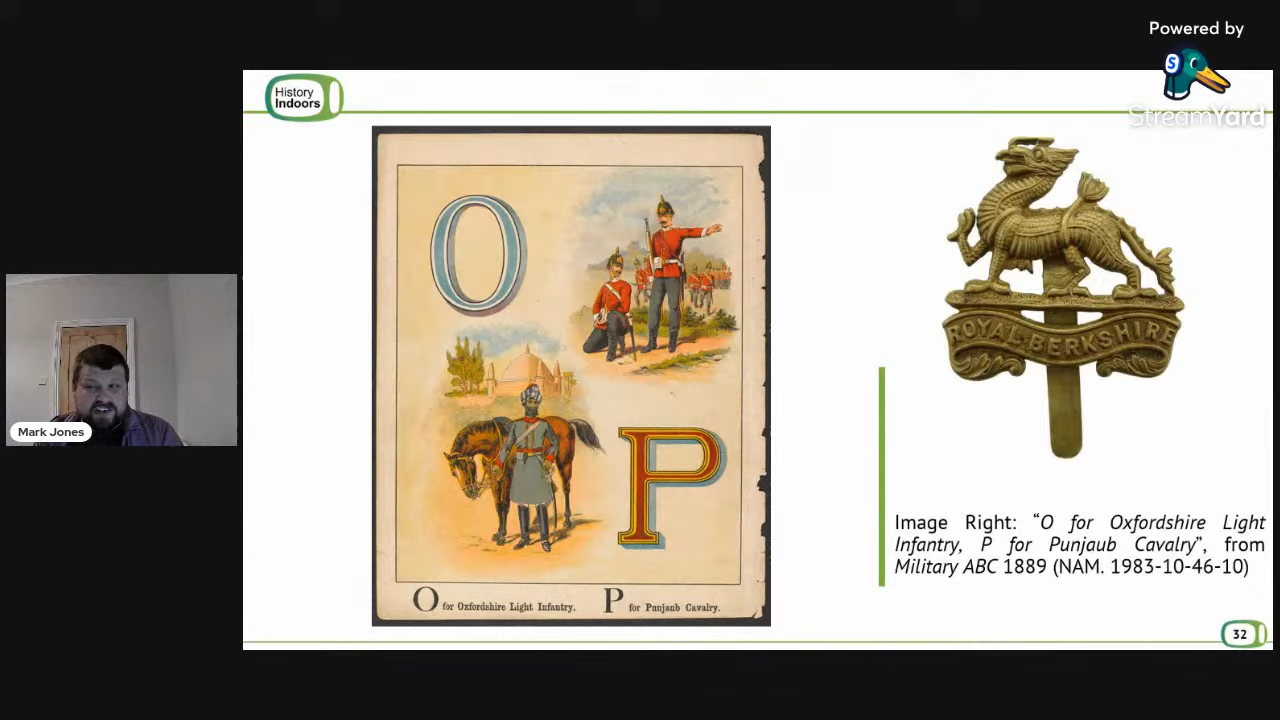 Powered by
S
StreamYard
History
Indoors
O
P
O for Oxfordshire Light Infantry. P for Punjaub Cavalry.
ROYAL BERKSHIRE
Mark Jones
Image Right: “O for Oxfordshire Light
Infantry, P for Punjaub Cavalry”, from
Military ABC 1889 (NAM. 1983-10-46-10)
32